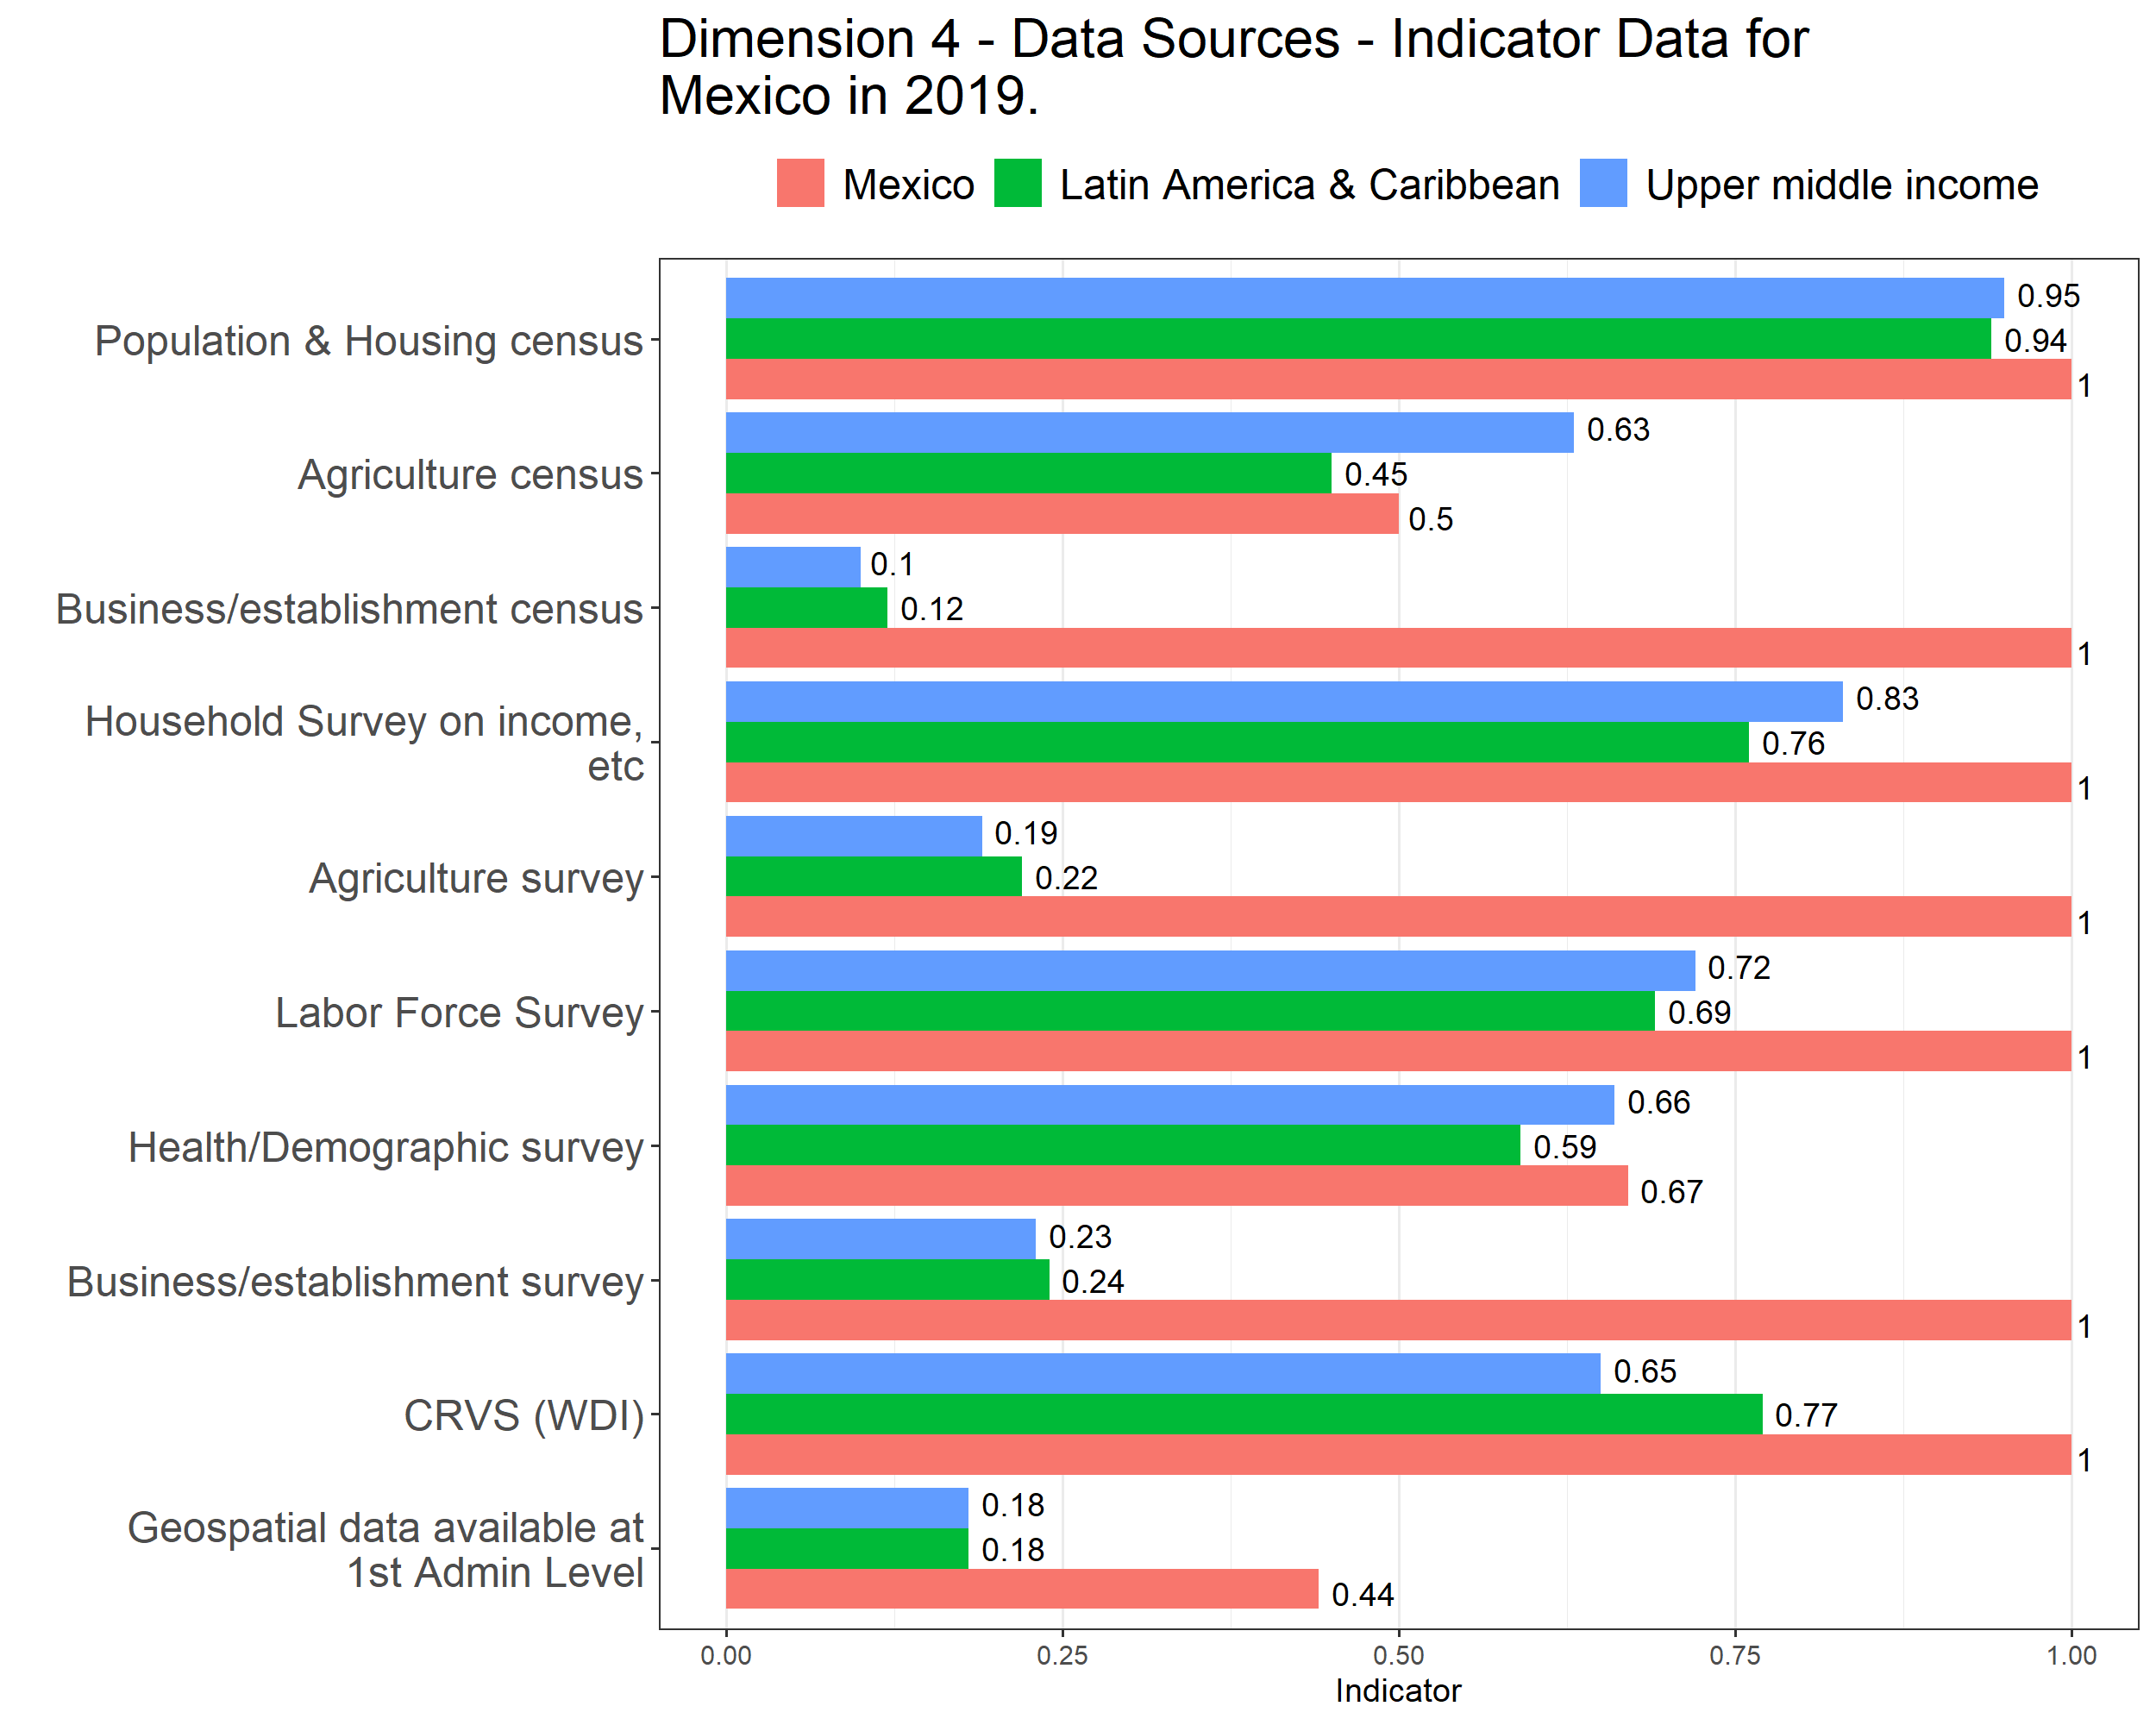 Dimension 4 - Data Sources - Indicator Data for
Mexico in 2019.
Mexico Latin America & Caribbean Upper middle income
Population & Housing census
0.95
0.94
1
Agriculture census
0.63
0.45
0.5
Business/establishment census
0.1
0.12
1
Household Survey on income,
etc
0.83
0.76
1
Agriculture survey
0.19
0.22
1
Labor Force Survey
0.72
0.69
1
Health/Demographic survey
0.66
0.59
0.67
Business/establishment survey
0.23
0.24
1
CRVS (WDI)
0.65
0.77
1
Geospatial data available at
1st Admin Level
0.18
0.18
0.44
0.00 0.25 0.50 0.75 1.00
Indicator